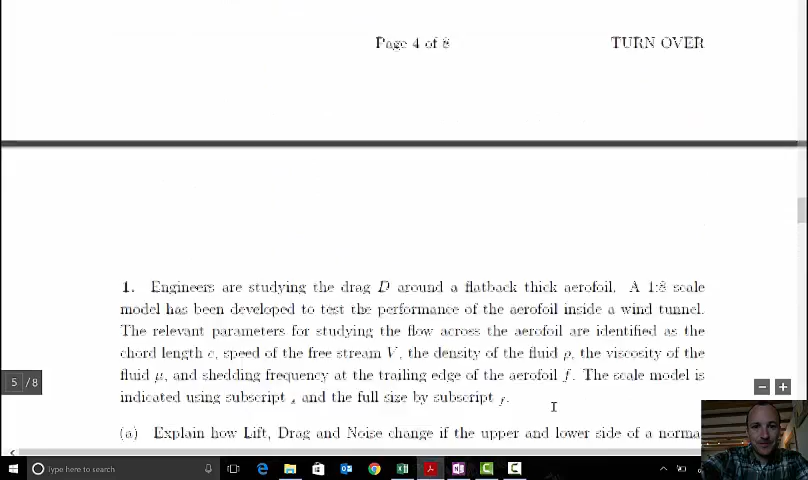 Page 4 of 8 TURN OVER
1. Engineers are studying the drag D around a flatback thick aerofoil. A 1:8 scale
model has been developed to test the performance of the aerofoil inside a wind tunnel.
The relevant parameters for studying the flow across the aerofoil are identified as the
chord length c, speed of the free stream V, the density of the fluid ρ, the viscosity of the
fluid μ, and shedding frequency at the trailing edge of the aerofoil f. The scale model is
5 / 8
indicated using subscript s and the full size by subscript f.
(a) Explain how Lift, Drag and Noise change if the upper and lower side of a norma
Type here to search